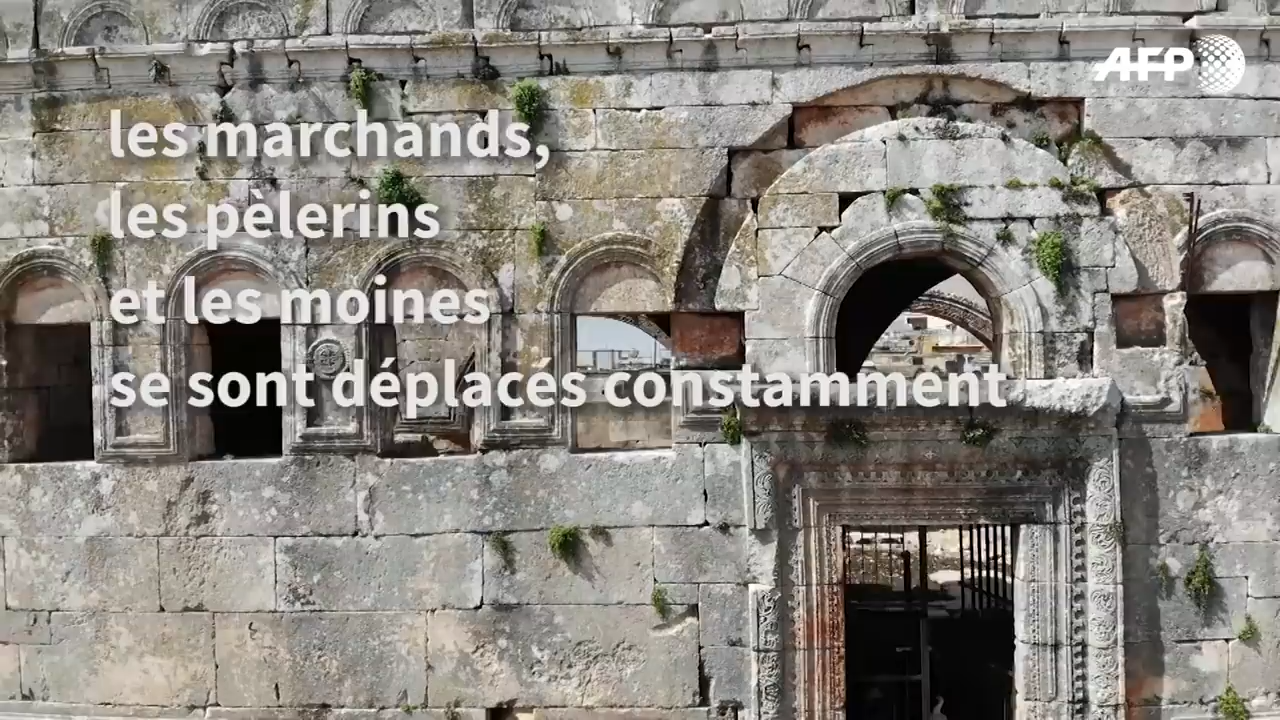 AFP
les marchands,
les pèlerins
et les moines
se sont déplacés constamment